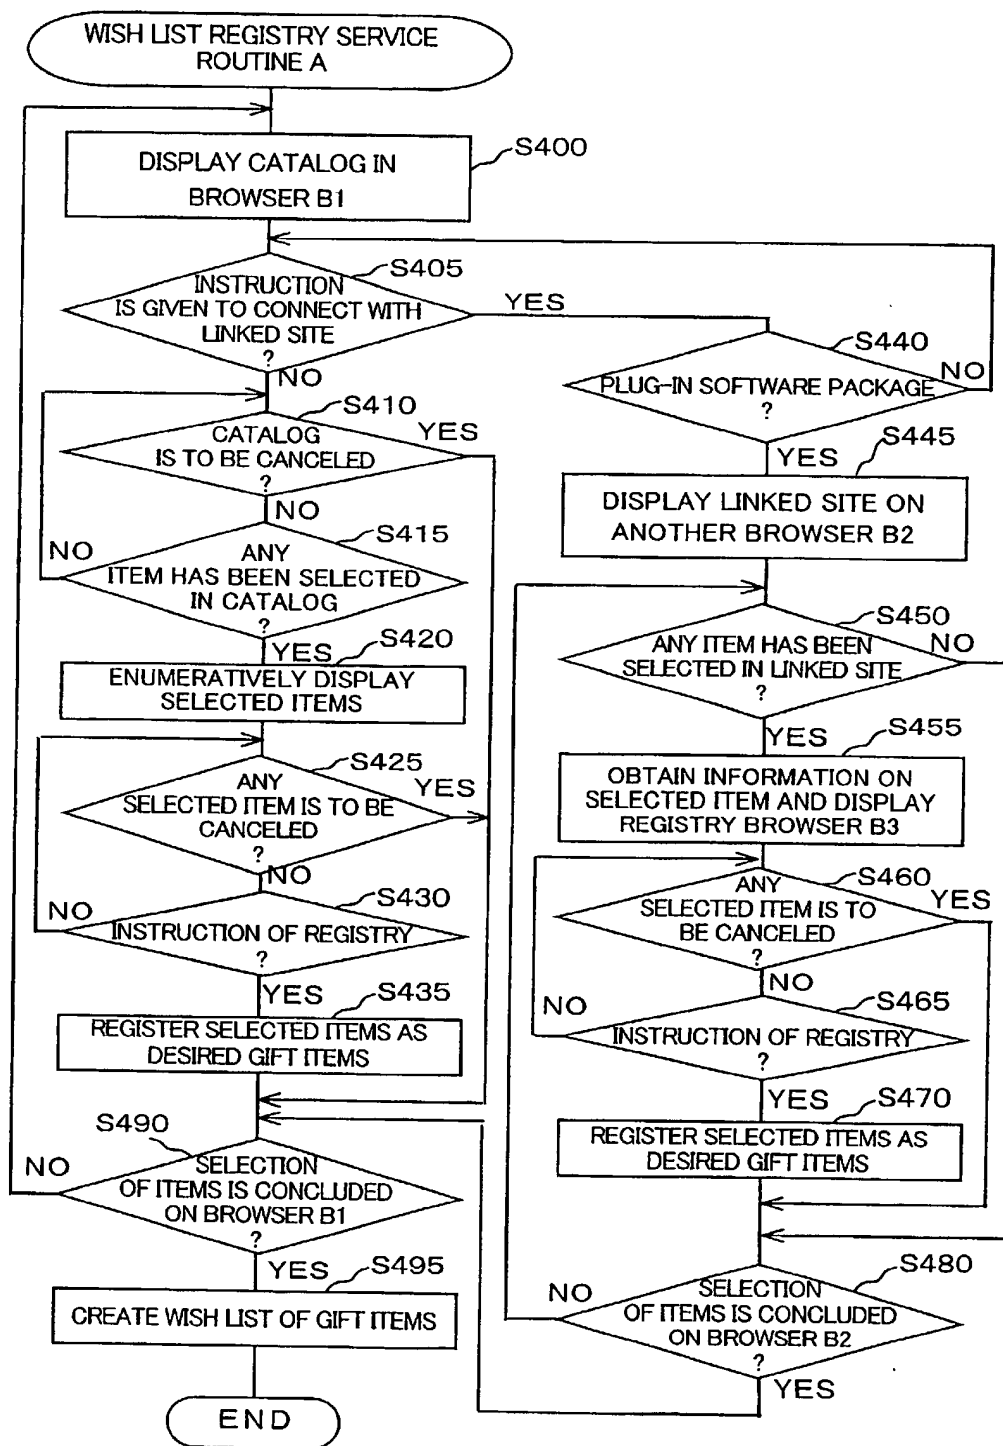 WISH LIST REGISTRY SERVICE
ROUTINE A
S400
DISPLAY CATALOG IN
BROWSER B1
S405
INSTRUCTION
IS GIVEN TO CONNECT WITH
LINKED SITE
?
YES
NO
S410
CATALOG
IS TO BE CANCELED
?
YES
NO
S415
ANY
ITEM HAS BEEN SELECTED
IN CATALOG
?
NO
YES
S420
ENUMERATIVELY DISPLAY
SELECTED ITEMS
S425
ANY
SELECTED ITEM IS TO BE
CANCELED
?
YES
NO
S430
INSTRUCTION OF REGISTRY
?
NO
YES
S435
REGISTER SELECTED ITEMS AS
DESIRED GIFT ITEMS
S490
SELECTION
OF ITEMS IS CONCLUDED
ON BROWSER B1
?
NO
YES
S495
CREATE WISH LIST OF GIFT ITEMS
END
S440
PLUG-IN SOFTWARE PACKAGE
?
NO
YES
S445
DISPLAY LINKED SITE ON
ANOTHER BROWSER B2
S450
ANY ITEM HAS BEEN
SELECTED IN LINKED SITE
?
NO
YES
S455
OBTAIN INFORMATION ON
SELECTED ITEM AND DISPLAY
REGISTRY BROWSER B3
S460
ANY
SELECTED ITEM IS TO
BE CANCELED
?
YES
NO
S465
INSTRUCTION OF REGISTRY
?
NO
YES
S470
REGISTER SELECTED ITEMS AS
DESIRED GIFT ITEMS
S480
SELECTION
OF ITEMS IS CONCLUDED
ON BROWSER B2
?
NO
YES